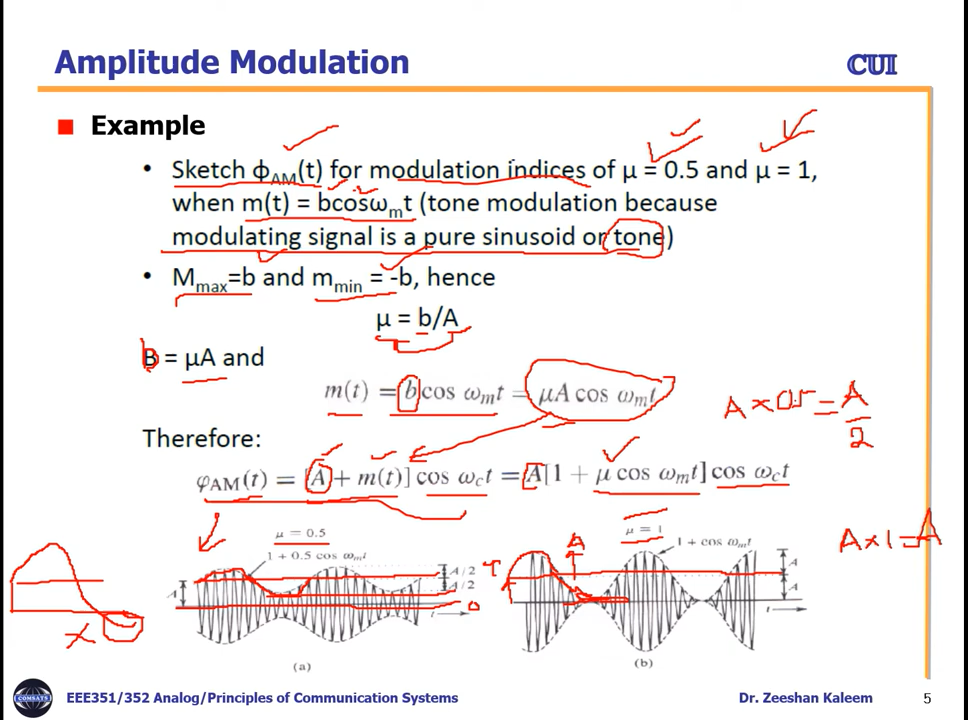 Amplitude Modulation
CUI
Example
• Sketch ϕAM(t) for modulation indices of μ = 0.5 and μ = 1,
when m(t) = bcosωmt (tone modulation because
modulating signal is a pure sinusoid or tone)
• Mmax=b and mmin = -b, hence
μ = b/A
B = μA and
m(t) = b cos ωmt = μA cos ωmt
A × 0.5 = A/2
Therefore:
φAM(t) = [A + m(t)] cos ωct = A[1 + μ cos ωmt] cos ωct
A × 1 = A
μ = 0.5
1 + 0.5 cos ωmt
A
A/2
A/2
0
t
(a)
μ = 1
1 + cos ωmt
A
A
A
t
(b)
X
COMSATS
EEE351/352 Analog/Principles of Communication Systems
Dr. Zeeshan Kaleem
5